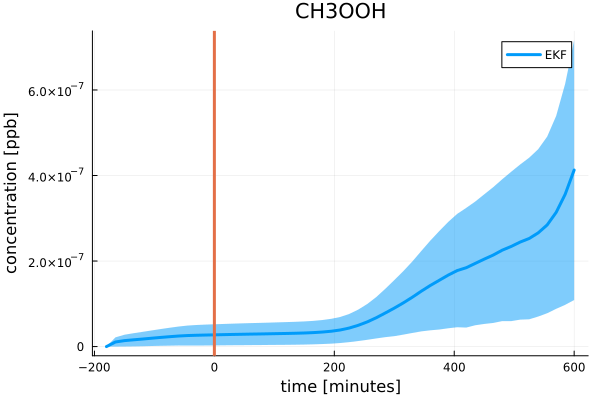 CH3OOH
EKF
concentration [ppb]
6.0×10⁻⁷
4.0×10⁻⁷
2.0×10⁻⁷
0
−200 0 200 400 600
time [minutes]